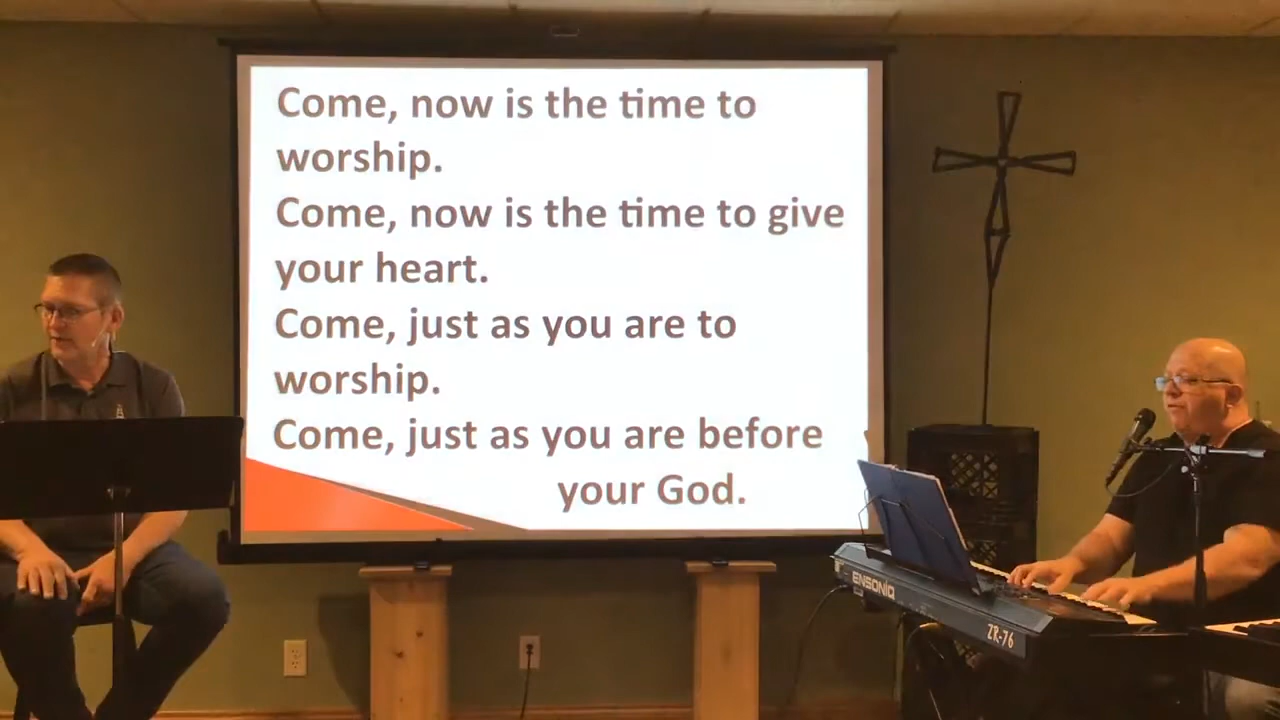 Come, now is the time to
worship.
Come, now is the time to give
your heart.
Come, just as you are to
worship.
Come, just as you are before
your God.
ENSONIQ
ZR-76